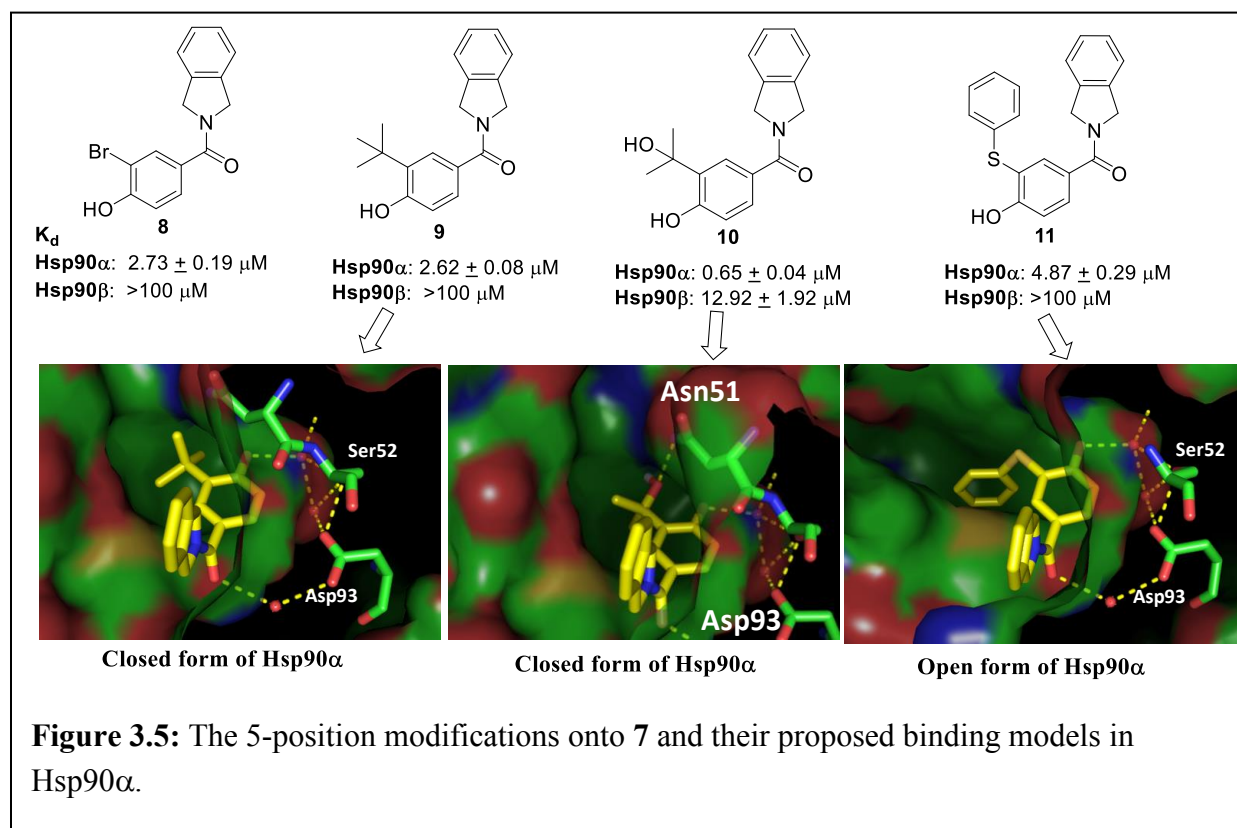 Br
HO
N
O
8
HO
N
O
9
HO
HO
N
O
10
S
HO
N
O
11
Kd
Hsp90α: 2.73 ± 0.19 μM
Hsp90β: >100 μM
Hsp90α: 2.62 ± 0.08 μM
Hsp90β: >100 μM
Hsp90α: 0.65 ± 0.04 μM
Hsp90β: 12.92 ± 1.92 μM
Hsp90α: 4.87 ± 0.29 μM
Hsp90β: >100 μM
Ser52
Asp93
Asn51
Asp93
Ser52
Asp93
Closed form of Hsp90α
Closed form of Hsp90α
Open form of Hsp90α
Figure 3.5: The 5-position modifications onto 7 and their proposed binding models in
Hsp90α.